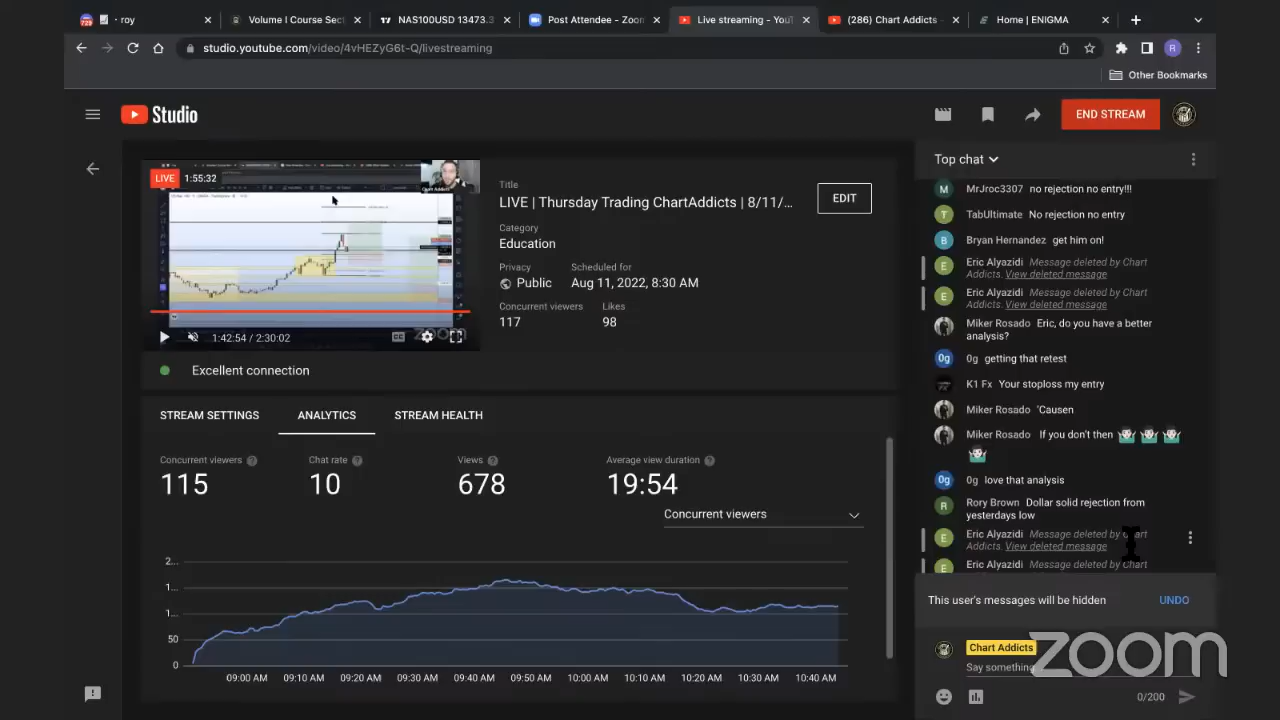 roy
Volume I Course Sect
NAS100USD 13473.3
Post Attendee - Zoom
Live streaming - YouT
(286) Chart Addicts -
Home | ENIGMA
studio.youtube.com/video/4vHEZyG6t-Q/livestreaming
R
Other Bookmarks
Studio
END STREAM
LIVE
1:55:32
Chart Addicts
zoom
1:42:54 / 2:30:02
Title
LIVE | Thursday Trading ChartAddicts | 8/11/...
EDIT
Category
Education
Privacy
Scheduled for
Public
Aug 11, 2022, 8:30 AM
Concurrent viewers
Likes
117
98
Excellent connection
STREAM SETTINGS
ANALYTICS
STREAM HEALTH
Concurrent viewers
Chat rate
Views
Average view duration
115
10
678
19:54
Concurrent viewers
2...
1...
1...
50
0
09:00 AM 09:10 AM 09:20 AM 09:30 AM 09:40 AM 09:50 AM 10:00 AM 10:10 AM 10:20 AM 10:30 AM 10:40 AM
Top chat
M MrJroc3307 no rejection no entry!!!
T TabUltimate No rejection no entry
B Bryan Hernandez get him on!
E Eric Alyazidi Message deleted by Chart
Addicts. View deleted message
E Eric Alyazidi Message deleted by Chart
Addicts. View deleted message
Miker Rosado Eric, do you have a better
analysis?
0g 0g getting that retest
K1 Fx Your stoploss my entry
Miker Rosado 'Causen
Miker Rosado If you don't then 🤷🏻‍♂️🤷🏻‍♂️🤷🏻‍♂️
🤷🏻‍♂️
0g 0g love that analysis
R Rory Brown Dollar solid rejection from
yesterdays low
E Eric Alyazidi Message deleted by Chart
Addicts. View deleted message
E Eric Alyazidi Message deleted by Chart
This user's messages will be hidden
UNDO
Chart Addicts
Say something
0/200
zoom